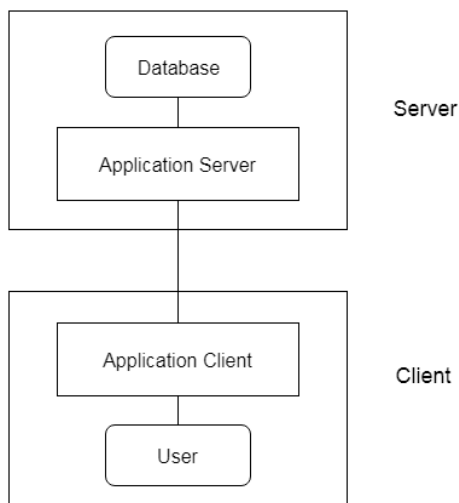 Database
Server
Application Server
Application Client
Client
User